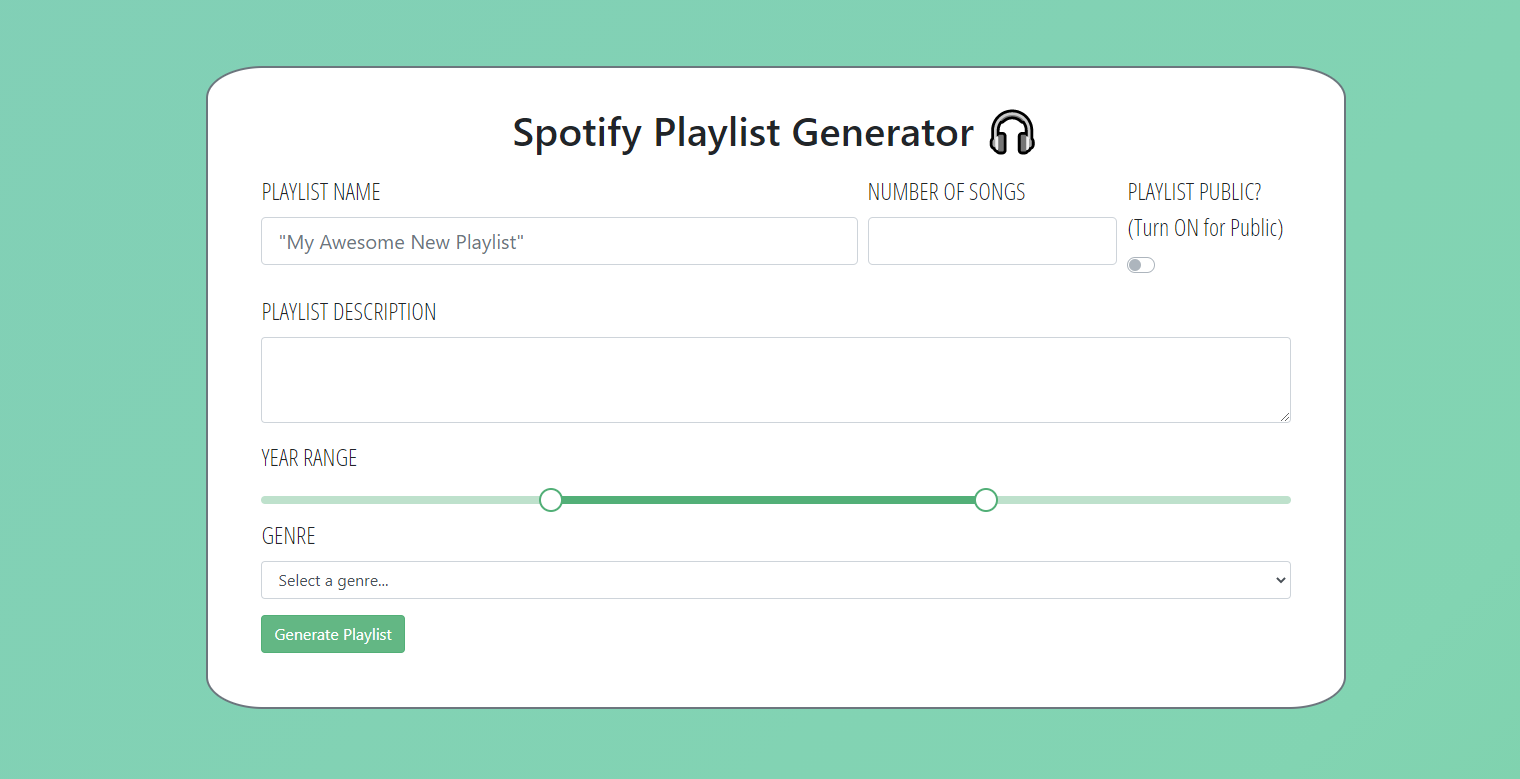 Spotify Playlist Generator
PLAYLIST NAME
NUMBER OF SONGS
PLAYLIST PUBLIC?
(Turn ON for Public)
"My Awesome New Playlist"
PLAYLIST DESCRIPTION
YEAR RANGE
GENRE
Select a genre...
Generate Playlist